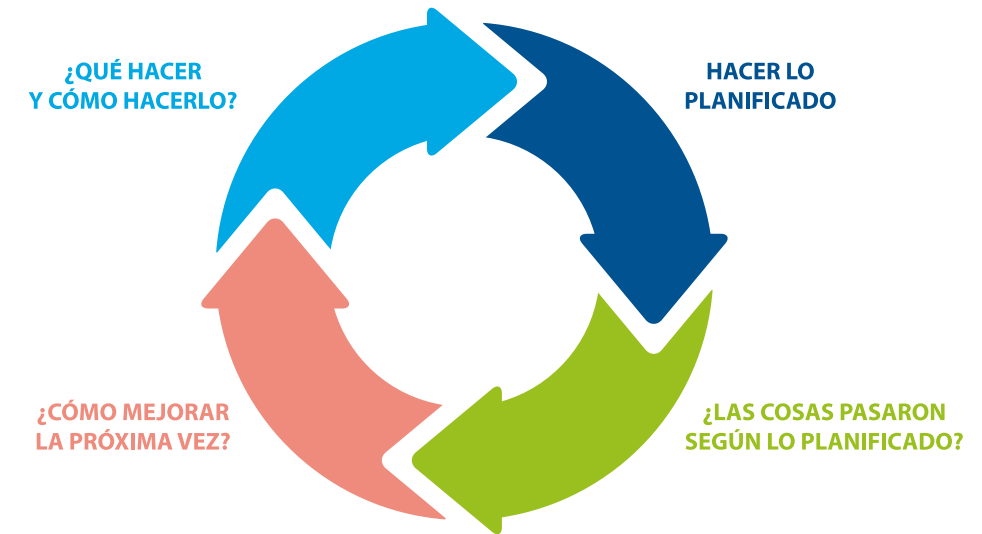 ¿QUÉ HACER
Y CÓMO HACERLO?
HACER LO
PLANIFICADO
¿CÓMO MEJORAR
LA PRÓXIMA VEZ?
¿LAS COSAS PASARON
SEGÚN LO PLANIFICADO?